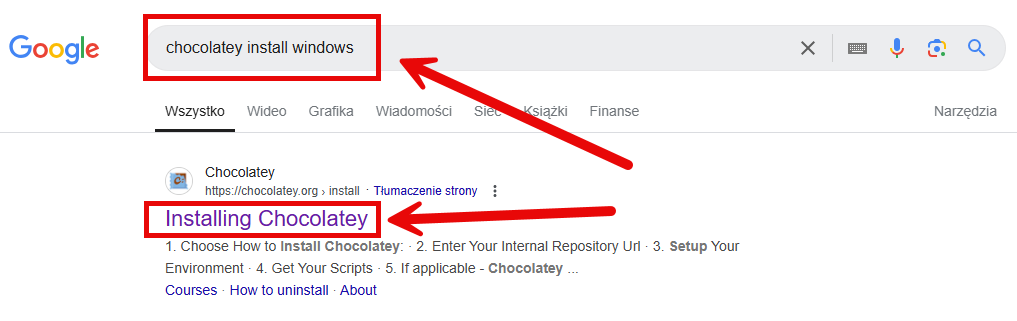 Google
chocolatey install windows
Wszystko Wideo Grafika Wiadomości Sieć Książki Finanse Narzędzia
Chocolatey
https://chocolatey.org › install · Tłumaczenie strony
Installing Chocolatey
1. Choose How to Install Chocolatey: · 2. Enter Your Internal Repository Url · 3. Setup Your
Environment · 4. Get Your Scripts · 5. If applicable - Chocolatey ...
Courses · How to uninstall · About